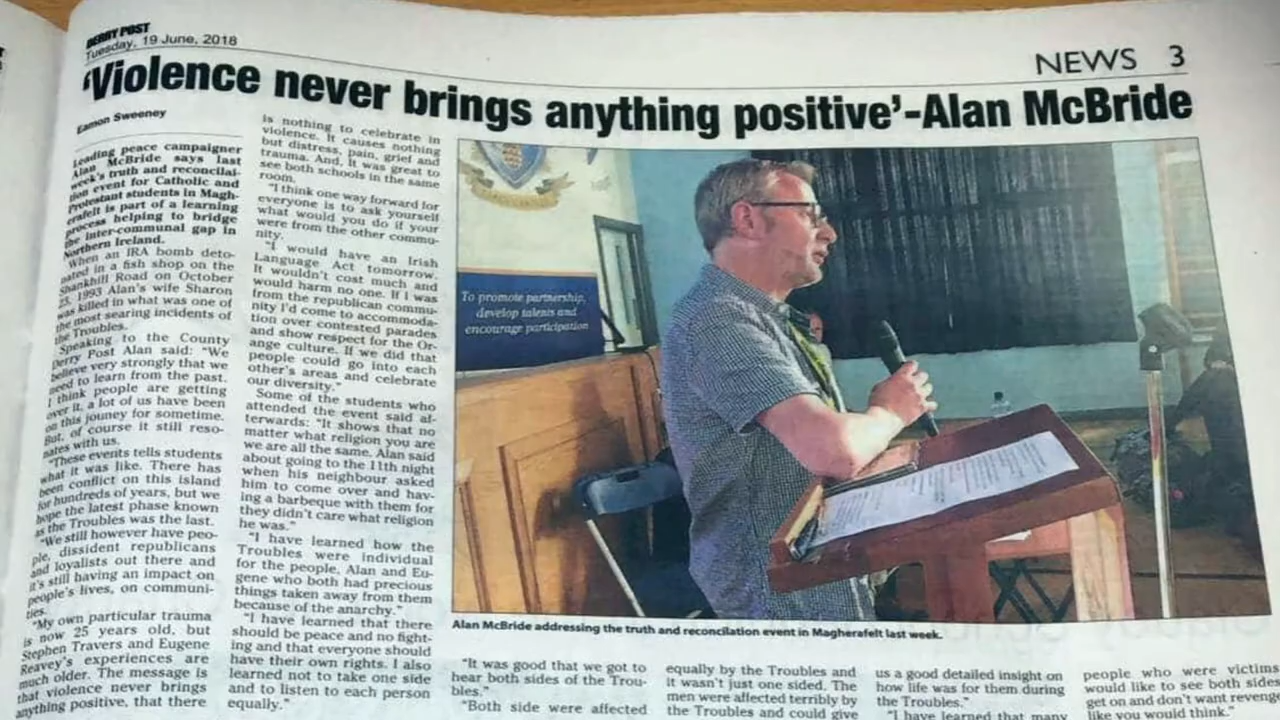 DERRY POST
Tuesday, 19 June, 2018
NEWS 3
'Violence never brings anything positive'-Alan McBride
Eamon Sweeney
Leading peace campaigner
Alan McBride says last
week's truth and reconcilia-
tion event for Catholic and
Protestant students in Magh-
erafelt is part of a learning
process helping to bridge
the inter-communal gap in
Northern Ireland.
When an IRA bomb deto-
nated in a fish shop on the
Shankhill Road on October
23, 1993 Alan's wife Sharon
was killed in what was one of
the most searing incidents of
the Troubles.
Speaking to the County
Derry Post Alan said: "We
believe very strongly that we
need to learn from the past.
I think people are getting
over it, a lot of us have been
on this jouney for sometime.
But, of course it still reso-
nates with us.
"These events tells students
what it was like. There has
been conflict on this island
for hundreds of years, but we
hope the latest phase known
as the Troubles was the last.
"We still however have peo-
ple, dissident republicans
and loyalists out there and
it's still having an impact on
people's lives, on communi-
ties.
"My own particular trauma
is now 25 years old, but
Stephen Travers and Eugene
Reavey's experiences are
much older. The message is
that violence never brings
anything positive, that there
is nothing to celebrate in
violence. It causes nothing
but distress, pain, grief and
trauma. And, it was great to
see both schools in the same
room.
"I think one way forward for
everyone is to ask yourself
what would you do if your
were from the other commu-
nity.
"I would have an Irish
Language Act tomorrow.
It wouldn't cost much and
would harm no one. If I was
from the republican commu-
nity I'd come to accommoda-
tion over contested parades
and show respect for the Or-
ange culture. If we did that
people could go into each
other's areas and celebrate
our diversity."
Some of the students who
attended the event said af-
terwards: "It shows that no
matter what religion you are
we are all the same. Alan said
about going to the 11th night
when his neighbour asked
him to come over and hav-
ing a barbeque with them for
they didn't care what religion
he was."
"I have learned how the
Troubles were individual
for the people, Alan and Eu-
gene who both had precious
things taken away from them
because of the anarchy."
"I have learned that there
should be peace and no fight-
ing and that everyone should
have their own rights. I also
learned not to take one side
and to listen to each person
equally."
To promote partnership,
develop talents and
encourage participation
Alan McBride addressing the truth and reconcilation event in Magherafelt last week.
"It was good that we got to
hear both sides of the Trou-
bles."
"Both side were affected
equally by the Troubles and
it wasn't just one sided. The
men were affected terribly by
the Troubles and could give
us a good detailed insight on
how life was for them during
the Troubles."
"I have learned that many
people who were victims
would like to see both sides
get on and don't want revenge
like you would think."